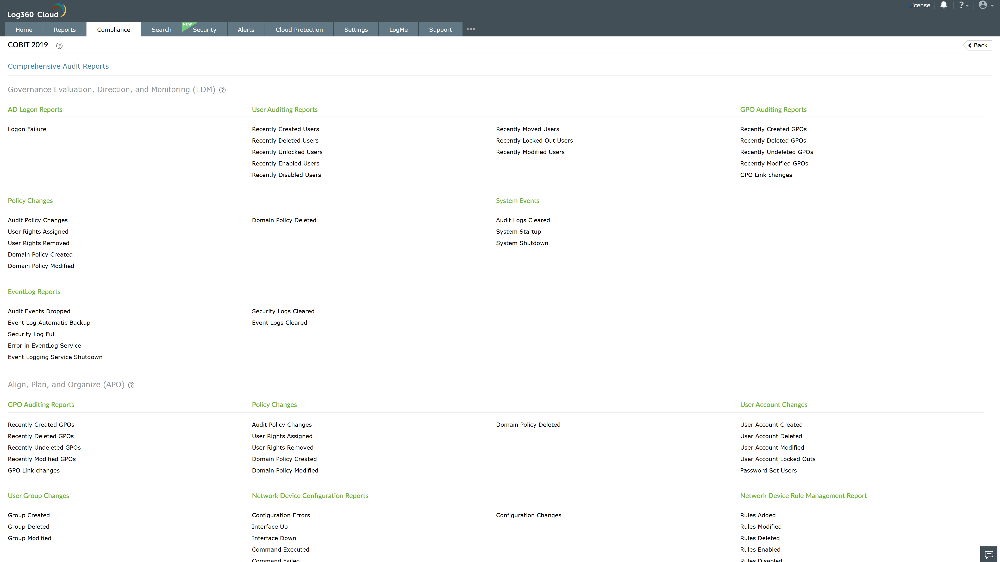 Log360 Cloud
License
?
Home
Reports
Compliance
Search
NEW
Security
Alerts
Cloud Protection
Settings
LogMe
Support
COBIT 2019 ?
Back
Comprehensive Audit Reports
Governance Evaluation, Direction, and Monitoring (EDM) ?
AD Logon Reports
Logon Failure
User Auditing Reports
Recently Created Users
Recently Deleted Users
Recently Unlocked Users
Recently Enabled Users
Recently Disabled Users
Recently Moved Users
Recently Locked Out Users
Recently Modified Users
GPO Auditing Reports
Recently Created GPOs
Recently Deleted GPOs
Recently Undeleted GPOs
Recently Modified GPOs
GPO Link changes
Policy Changes
Audit Policy Changes
User Rights Assigned
User Rights Removed
Domain Policy Created
Domain Policy Modified
Domain Policy Deleted
System Events
Audit Logs Cleared
System Startup
System Shutdown
EventLog Reports
Audit Events Dropped
Event Log Automatic Backup
Security Log Full
Error in EventLog Service
Event Logging Service Shutdown
Security Logs Cleared
Event Logs Cleared
Align, Plan, and Organize (APO) ?
GPO Auditing Reports
Recently Created GPOs
Recently Deleted GPOs
Recently Undeleted GPOs
Recently Modified GPOs
GPO Link changes
Policy Changes
Audit Policy Changes
User Rights Assigned
User Rights Removed
Domain Policy Created
Domain Policy Modified
Domain Policy Deleted
User Account Changes
User Account Created
User Account Deleted
User Account Modified
User Account Locked Outs
Password Set Users
User Group Changes
Group Created
Group Deleted
Group Modified
Network Device Configuration Reports
Configuration Errors
Interface Up
Interface Down
Command Executed
Command Failed
Configuration Changes
Network Device Rule Management Report
Rules Added
Rules Modified
Rules Deleted
Rules Enabled
Rules Disabled